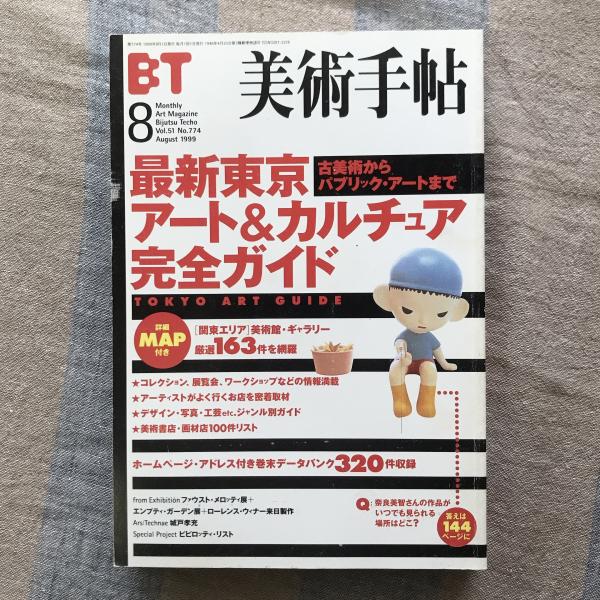 BT
美術手帖
8
Monthly
Art Magazine
Bijutsu Techo
Vol.51 No.774
August 1999
最新東京
古美術から
パブリック・アートまで
アート&カルチュア
完全ガイド
TOKYO ART GUIDE
詳細
MAP
付き
[関東エリア]美術館・ギャラリー
厳選163件を網羅
★コレクション、展覧会、ワークショップなどの情報満載
★アーティストがよく行くお店を密着取材
★デザイン・写真・工芸etc.ジャンル別ガイド
★美術書店・画材店100件リスト
ホームページ・アドレス付き巻末データバンク320件収録
from Exhibition ファウスト・メロッティ展+
エンプティ・ガーデン展+ローレンス・ウィナー来日製作
Ars/Technae 城戸孝充
Special Project ピピロッティ・リスト
Q:奈良美智さんの作品が
いつでも見られる
場所はどこ?
答えは
144
ページに